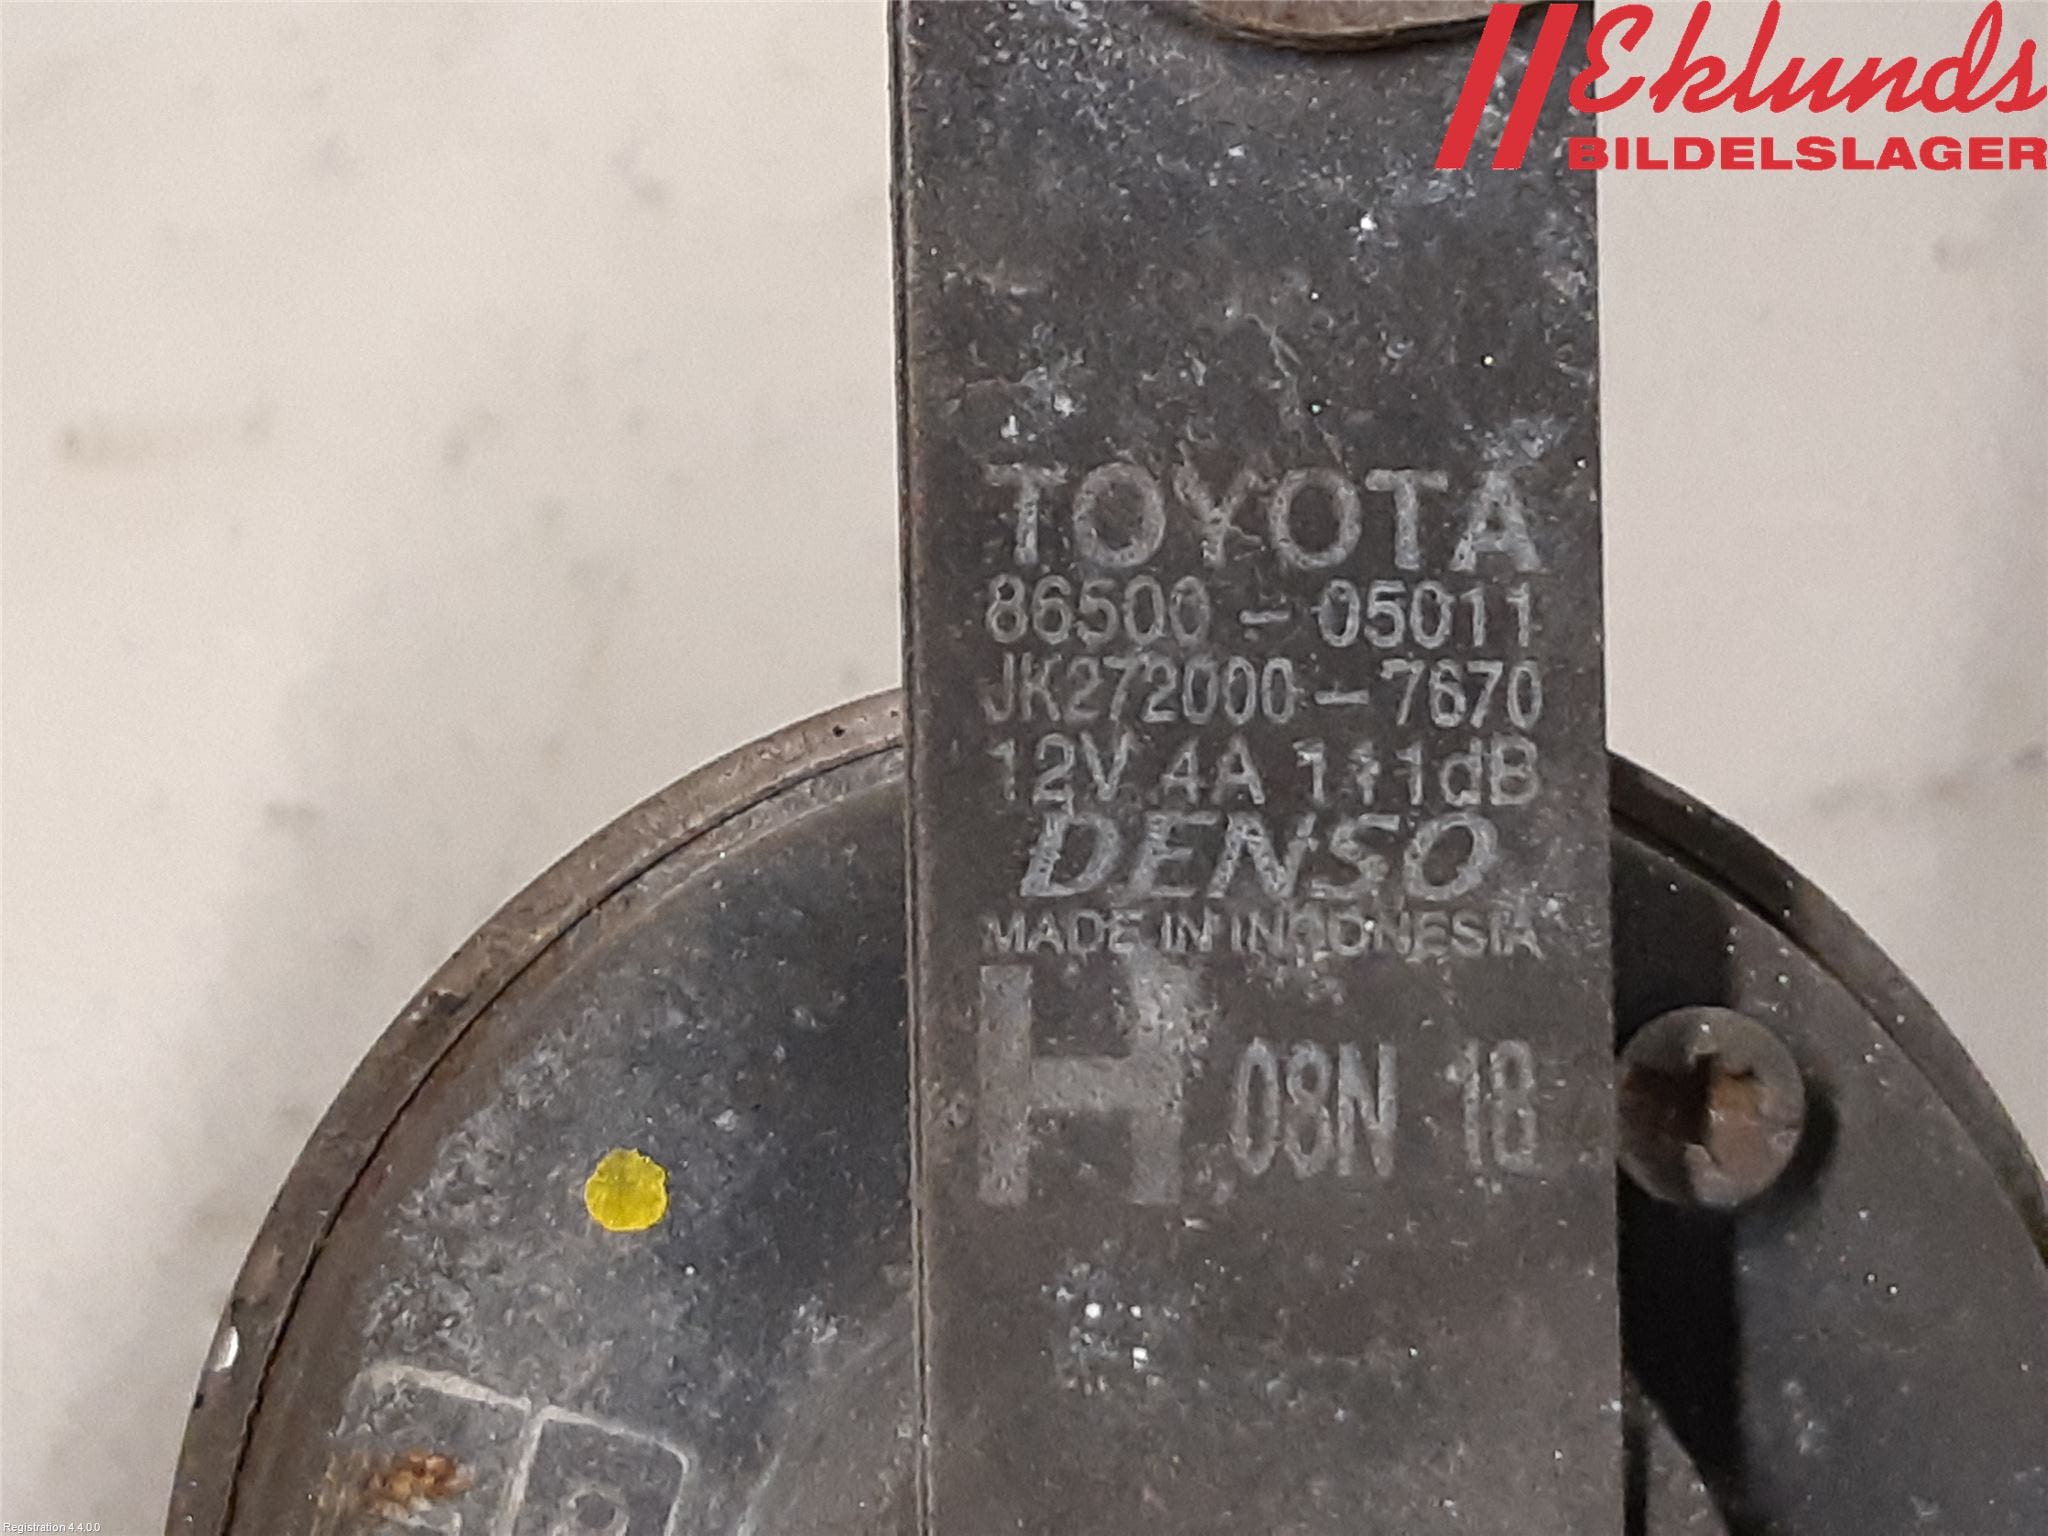 Eklunds
BILDELSLAGER
TOYOTA
86500-05011
JK272000-7670
12V 4A 111dB
DENSO
MADE IN INDONESIA
H 08N 18
Registration 4.4.0.0